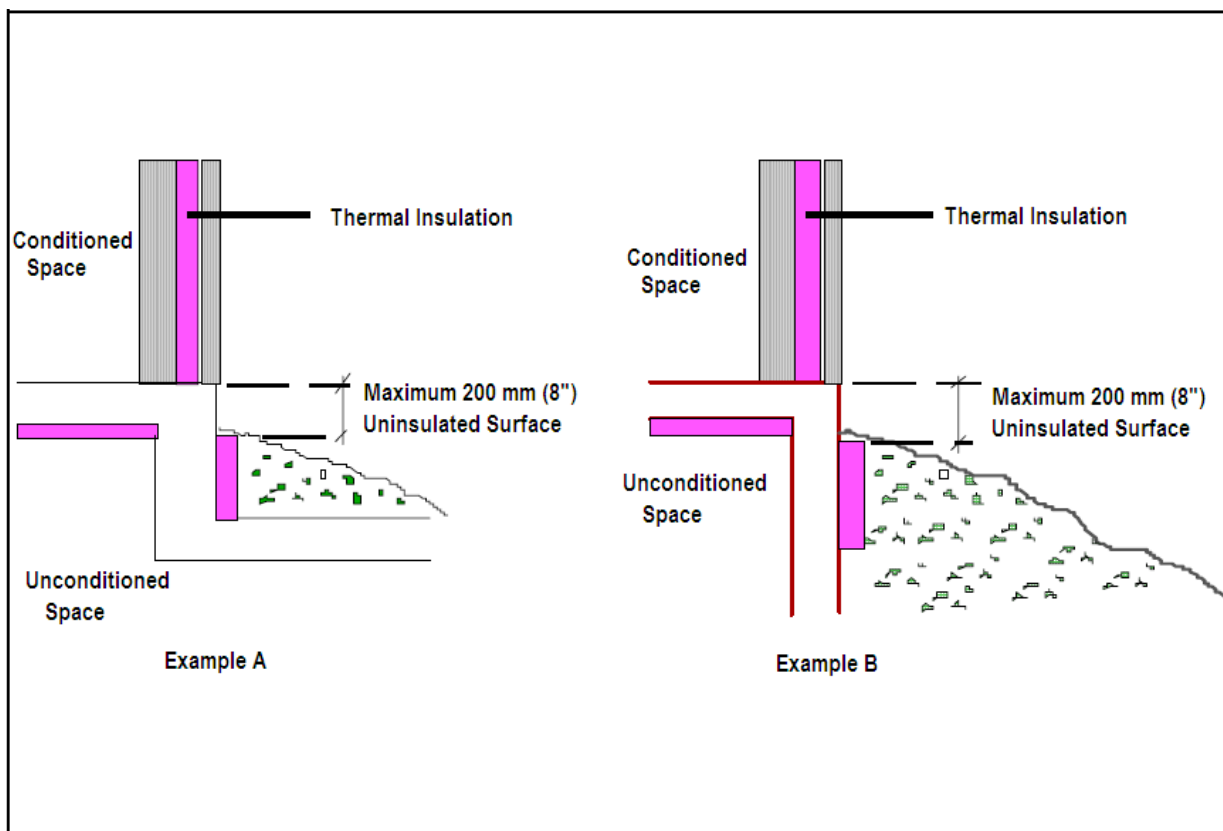 Thermal Insulation
Conditioned
Space
Maximum 200 mm (8")
Uninsulated Surface
Unconditioned
Space
Example A
Thermal Insulation
Conditioned
Space
Maximum 200 mm (8")
Uninsulated Surface
Unconditioned
Space
Example B